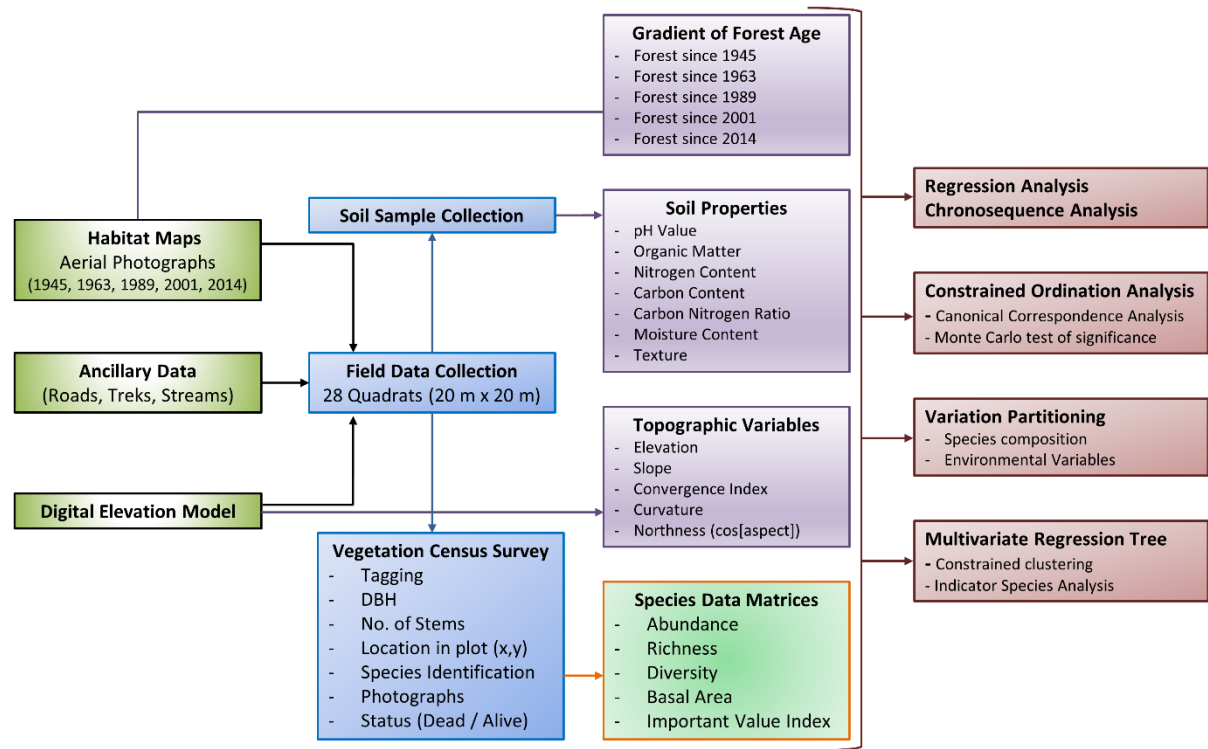 Gradient of Forest Age
- Forest since 1945
- Forest since 1963
- Forest since 1989
- Forest since 2001
- Forest since 2014
Habitat Maps
Aerial Photographs
(1945, 1963, 1989, 2001, 2014)
Ancillary Data
(Roads, Treks, Streams)
Digital Elevation Model
Soil Sample Collection
Field Data Collection
28 Quadrats (20 m x 20 m)
Vegetation Census Survey
- Tagging
- DBH
- No. of Stems
- Location in plot (x,y)
- Species Identification
- Photographs
- Status (Dead / Alive)
Soil Properties
- pH Value
- Organic Matter
- Nitrogen Content
- Carbon Content
- Carbon Nitrogen Ratio
- Moisture Content
- Texture
Topographic Variables
- Elevation
- Slope
- Convergence Index
- Curvature
- Northness (cos[aspect])
Species Data Matrices
- Abundance
- Richness
- Diversity
- Basal Area
- Important Value Index
Regression Analysis
Chronosequence Analysis
Constrained Ordination Analysis
- Canonical Correspondence Analysis
- Monte Carlo test of significance
Variation Partitioning
- Species composition
- Environmental Variables
Multivariate Regression Tree
- Constrained clustering
- Indicator Species Analysis